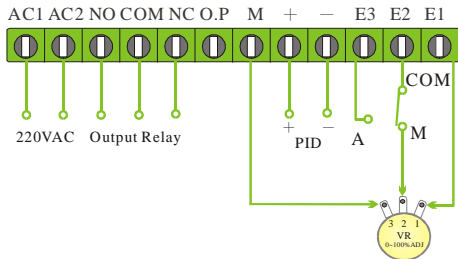 AC1 AC2 NO COM NC O.P M + − E3 E2 E1
COM
220VAC Output Relay + − PID A M
3 2 1
VR
0~100%ADJ